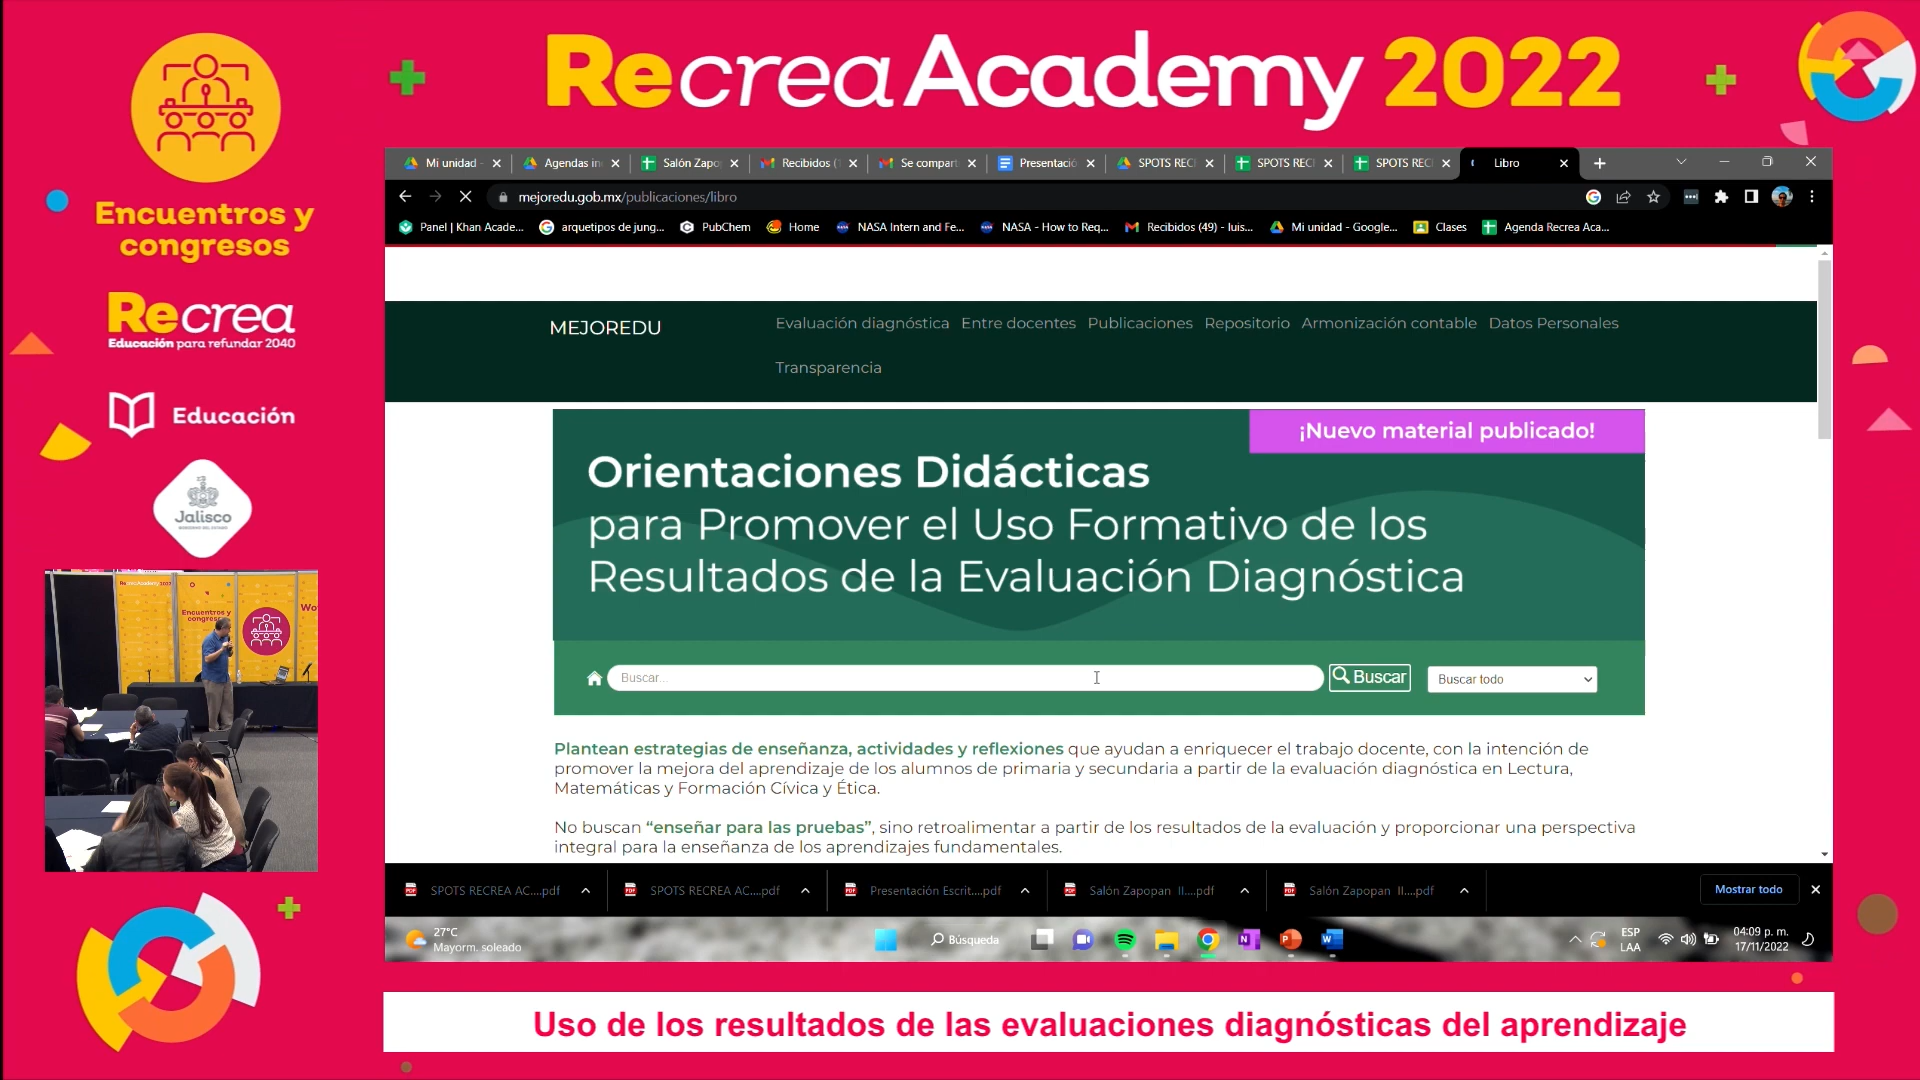 RecreaAcademy 2022
Encuentros y
congresos
Recrea
Educación para refundar 2040
Educación
Jalisco
Mi unidad -
Agendas in
Salón Zapo
Recibidos (
Se compart
Presentació
SPOTS REC
SPOTS REC
SPOTS REC
Libro
mejoredu.gob.mx/publicaciones/libro
Panel | Khan Acade...
arquetipos de jung...
PubChem
Home
NASA Intern and Fe...
NASA - How to Req...
Recibidos (49) - luis...
Mi unidad - Google...
Clases
Agenda Recrea Aca...
MEJOREDU
Evaluación diagnóstica Entre docentes Publicaciones Repositorio Armonización contable Datos Personales
Transparencia
¡Nuevo material publicado!
Orientaciones Didácticas
para Promover el Uso Formativo de los
Resultados de la Evaluación Diagnóstica
Buscar...
Buscar
Buscar todo
Plantean estrategias de enseñanza, actividades y reflexiones que ayudan a enriquecer el trabajo docente, con la intención de
promover la mejora del aprendizaje de los alumnos de primaria y secundaria a partir de la evaluación diagnóstica en Lectura,
Matemáticas y Formación Cívica y Ética.
No buscan “enseñar para las pruebas”, sino retroalimentar a partir de los resultados de la evaluación y proporcionar una perspectiva
integral para la enseñanza de los aprendizajes fundamentales.
SPOTS RECREA AC....pdf
SPOTS RECREA AC....pdf
Presentación Escrit....pdf
Salón Zapopan II....pdf
Salón Zapopan II....pdf
Mostrar todo
27°C
Mayorm. soleado
Búsqueda
ESP
LAA
04:09 p. m.
17/11/2022
RecreaAcademy 2022
Encuentros y
congresos
Uso de los resultados de las evaluaciones diagnósticas del aprendizaje